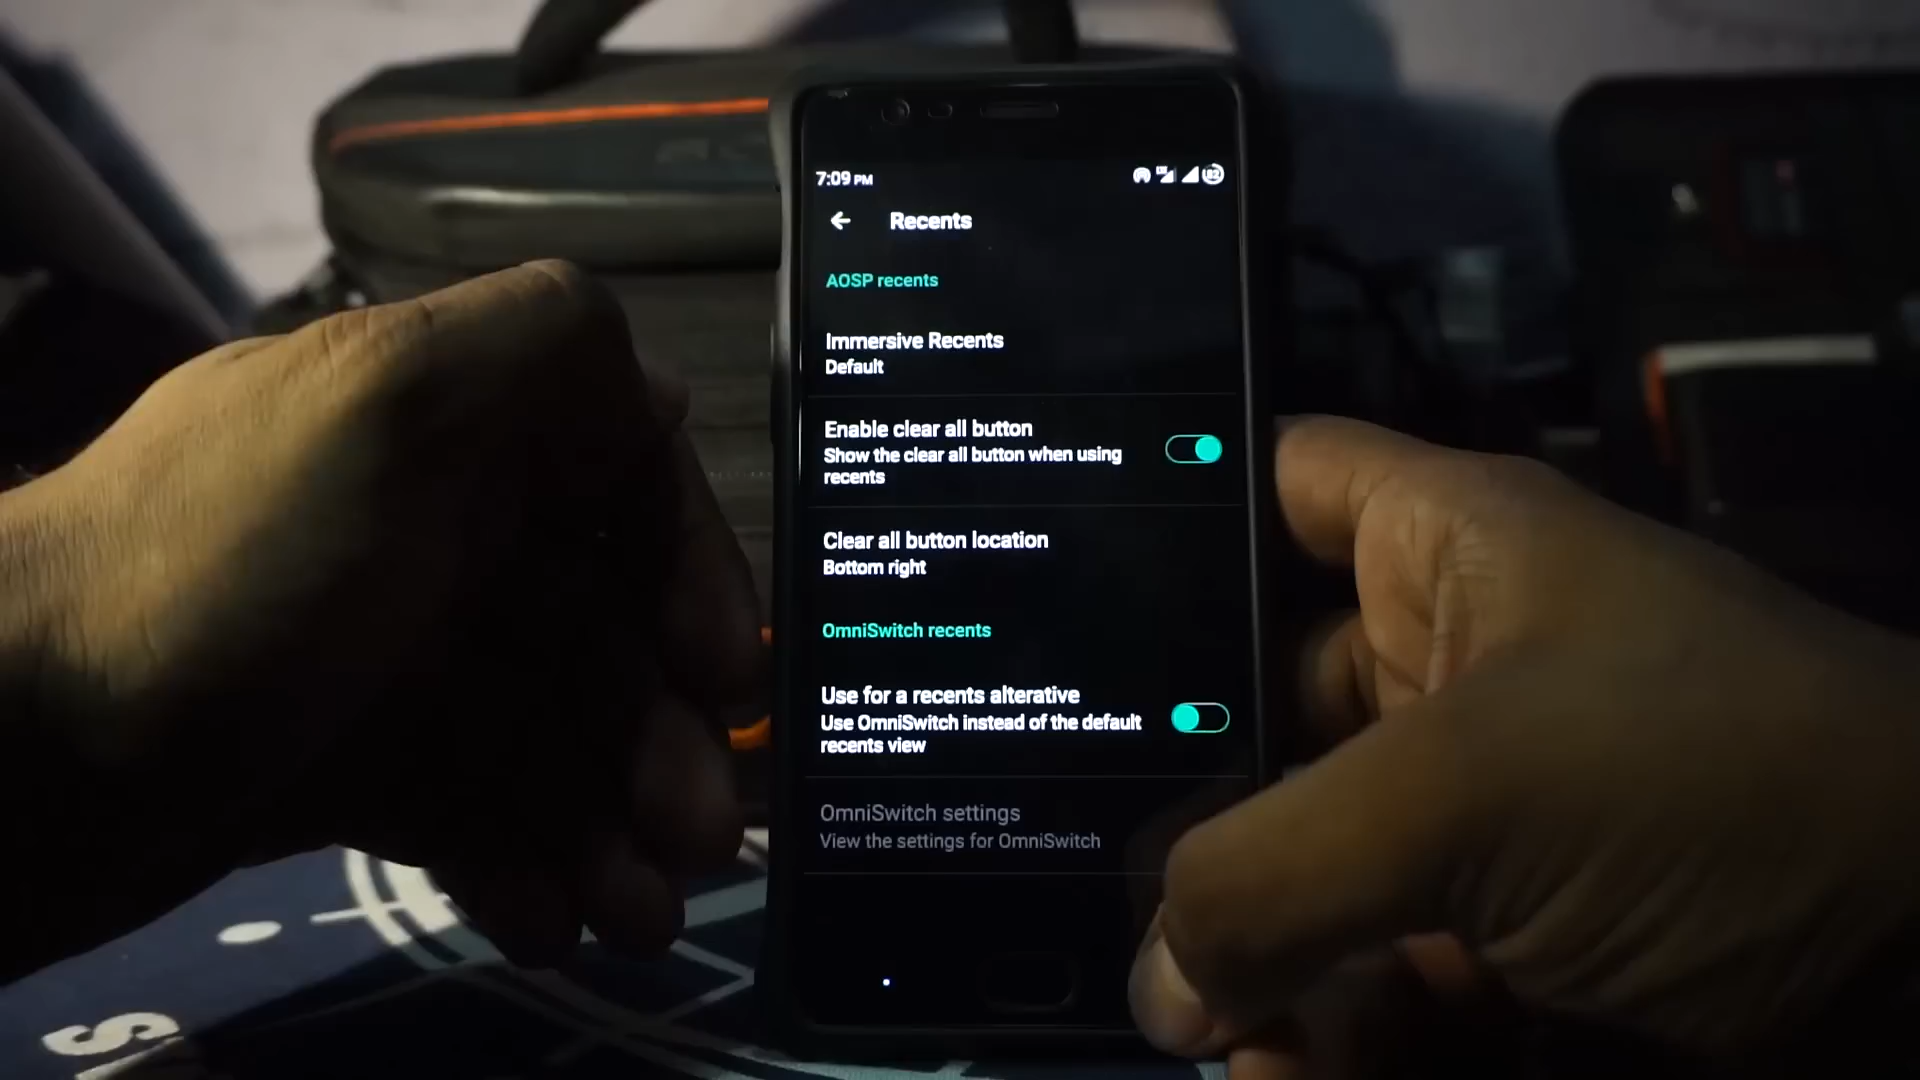 7:09 PM
82
Recents
AOSP recents
Immersive Recents
Default
Enable clear all button
Show the clear all button when using
recents
Clear all button location
Bottom right
OmniSwitch recents
Use for a recents alterative
Use OmniSwitch instead of the default
recents view
OmniSwitch settings
View the settings for OmniSwitch